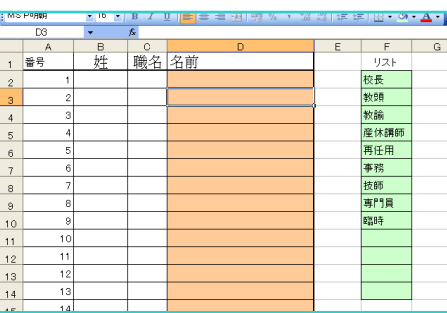 MS P明朝 16 B I U
D3 fx
A B C D E F G
1 番号 姓 職名 名前 リスト
2 1 校長
3 2 教頭
4 3 教諭
5 4 産休講師
6 5 再任用
7 6 事務
8 7 技師
9 8 専門員
10 9 臨時
11 10
12 11
13 12
14 13
15 14